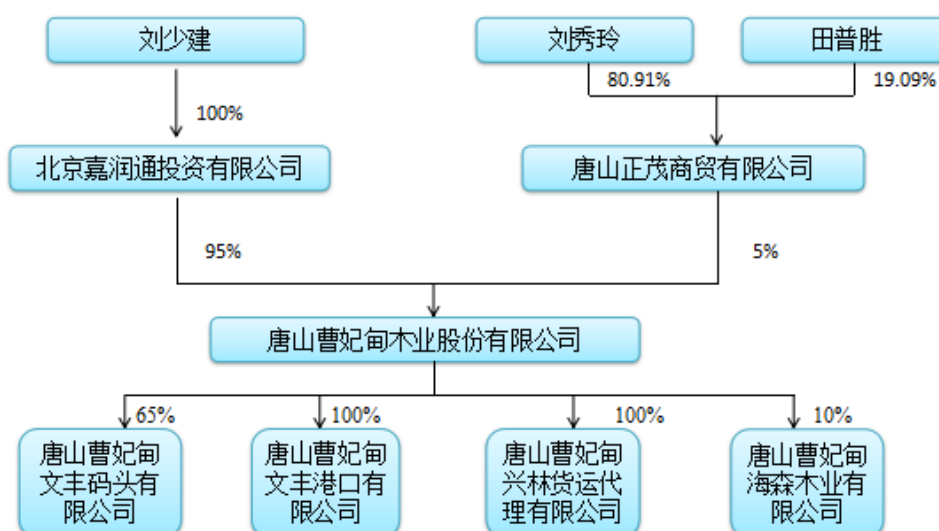 刘少建
刘秀玲
田普胜
80.91%
19.09%
100%
北京嘉润通投资有限公司
唐山正茂商贸有限公司
95%
5%
唐山曹妃甸木业股份有限公司
65%
100%
100%
10%
唐山曹妃甸
文丰码头有
限公司
唐山曹妃甸
文丰港口有
限公司
唐山曹妃甸
兴林货运代
理有限公司
唐山曹妃甸
海森木业有
限公司